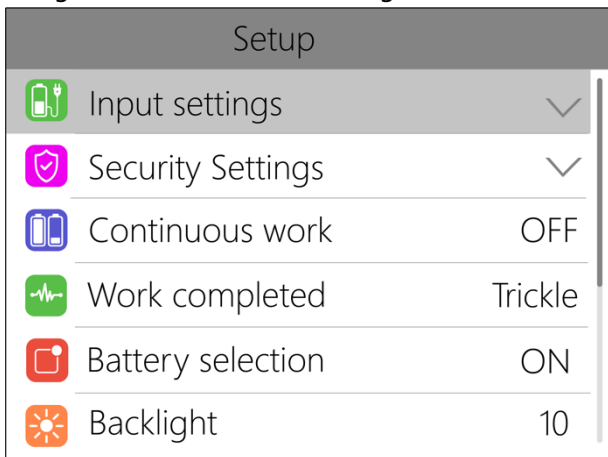 Setup
Input settings
Security Settings
Continuous work OFF
Work completed Trickle
Battery selection ON
Backlight 10